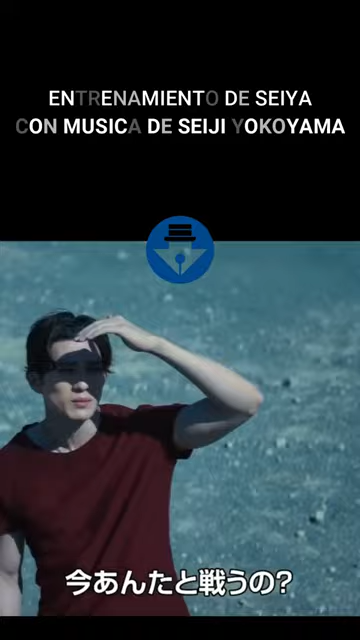 ENTRENAMIENTO DE SEIYA
CON MUSICA DE SEIJI YOKOYAMA
今あんたと戦うの?